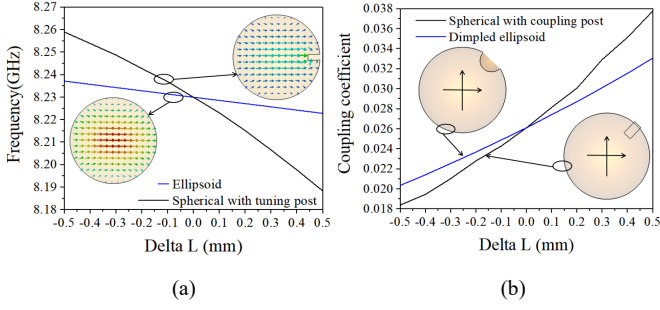 (a)
8.26
8.25
8.24
8.23
8.22
8.21
8.20
8.19
8.18
Frequency(GHz)
Ellipsoid
Spherical with tuning post
-0.5 -0.4 -0.3 -0.2 -0.1 0.0 0.1 0.2 0.3 0.4 0.5
Delta L (mm)
(a)
(b)
0.038
0.036
0.034
0.032
0.030
0.028
0.026
0.024
0.022
0.020
0.018
Coupling coefficient
Spherical with coupling post
Dimpled ellipsoid
-0.5 -0.4 -0.3 -0.2 -0.1 0.0 0.1 0.2 0.3 0.4 0.5
Delta L (mm)
(b)